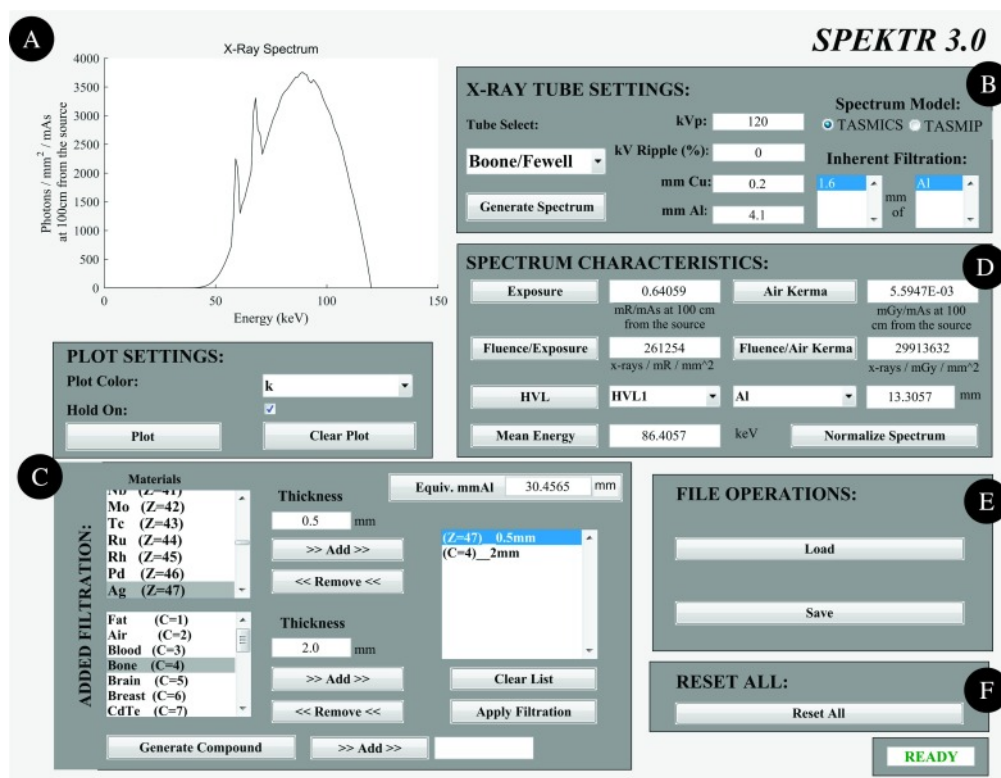 A
SPEKTR 3.0
X-Ray Spectrum
4000
3500
3000
2500
2000
1500
1000
500
0
Photons / mm² / mAs
at 100cm from the source
0 50 100 150
Energy (keV)
B
X-RAY TUBE SETTINGS:
Tube Select:
Boone/Fewell
Generate Spectrum
kVp: 120
kV Ripple (%): 0
mm Cu: 0.2
mm Al: 4.1
Spectrum Model:
TASMICS TASMIP
Inherent Filtration:
1.6 mm of Al
D
SPECTRUM CHARACTERISTICS:
Exposure 0.64059 Air Kerma 5.5947E-03
mR/mAs at 100 cm
from the source
mGy/mAs at 100
cm from the source
Fluence/Exposure 261254 Fluence/Air Kerma 29913632
x-rays / mR / mm^2 x-rays / mGy / mm^2
HVL HVL1 Al 13.3057 mm
Mean Energy 86.4057 keV Normalize Spectrum
PLOT SETTINGS:
Plot Color: k
Hold On:
Plot Clear Plot
C
ADDED FILTRATION:
Materials
Nb (Z=41)
Mo (Z=42)
Tc (Z=43)
Ru (Z=44)
Rh (Z=45)
Pd (Z=46)
Ag (Z=47)
Fat (C=1)
Air (C=2)
Blood (C=3)
Bone (C=4)
Brain (C=5)
Breast (C=6)
CdTe (C=7)
Thickness
0.5 mm
>> Add >>
<< Remove <<
Thickness
2.0 mm
>> Add >>
<< Remove <<
Equiv. mmAl 30.4565 mm
(Z=47)__0.5mm
(C=4)__2mm
Clear List
Apply Filtration
Generate Compound >> Add >>
E
FILE OPERATIONS:
Load
Save
F
RESET ALL:
Reset All
READY